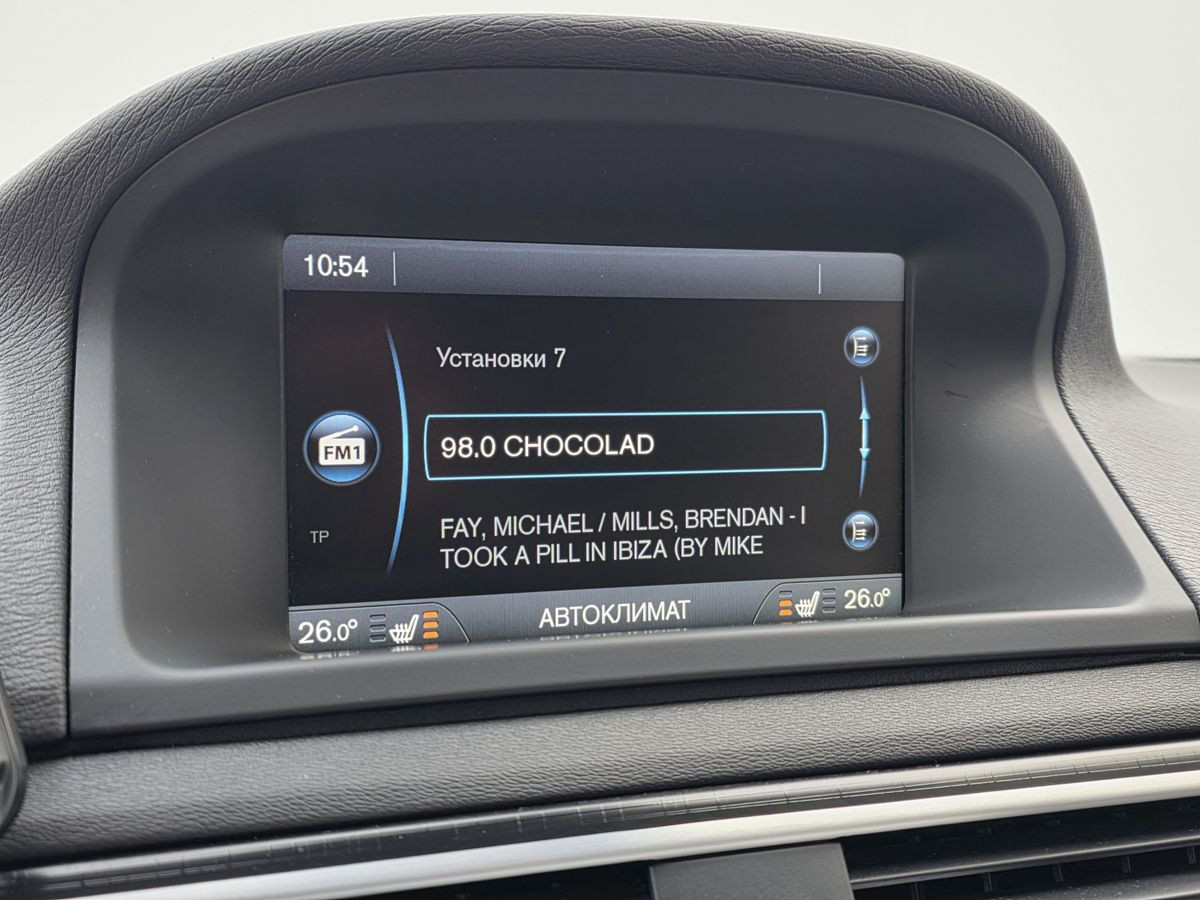 10:54
Установки 7
FM1
98.0 CHOCOLAD
TP
FAY, MICHAEL / MILLS, BRENDAN - I
TOOK A PILL IN IBIZA (BY MIKE
26.0° АВТОКЛИМАТ 26.0°